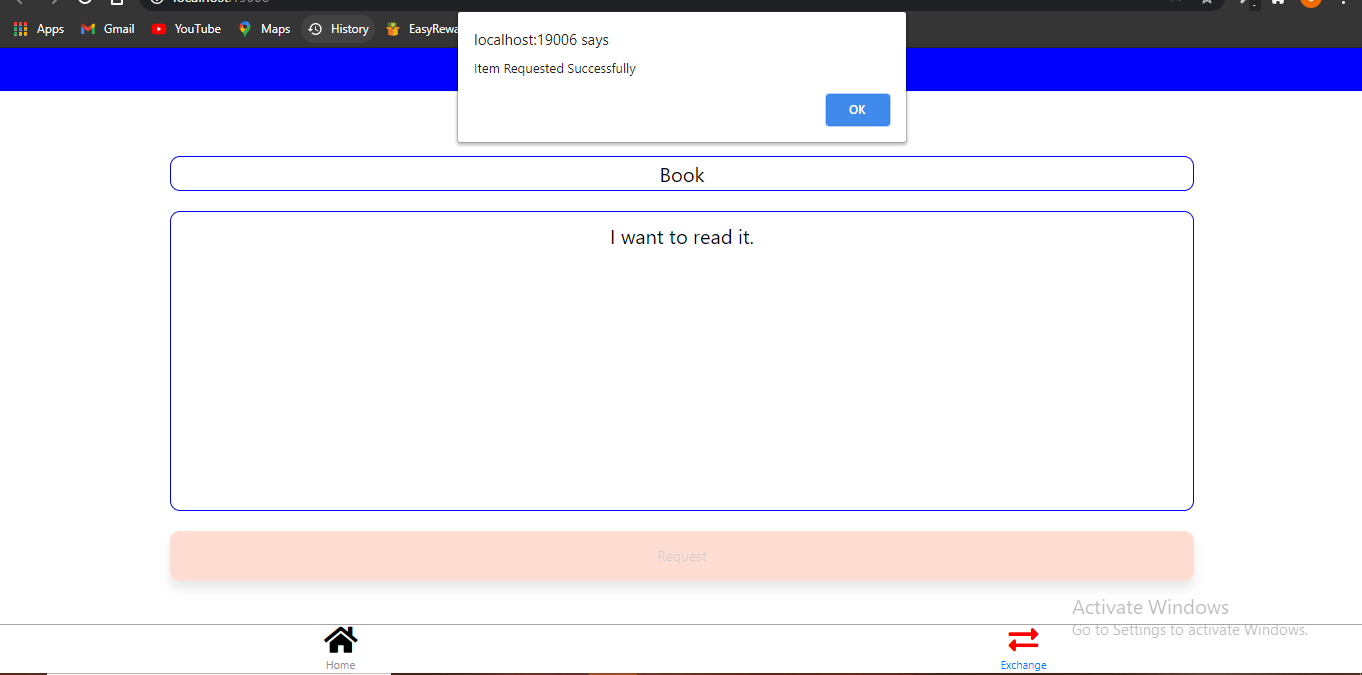 Apps Gmail YouTube Maps History EasyRewa
localhost:19006 says
Item Requested Successfully
OK
Book
I want to read it.
Request
Activate Windows
Go to Settings to activate Windows.
Home
Exchange